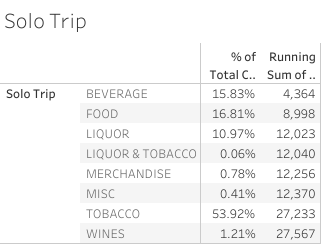 Solo Trip
% of Running
Total C.. Sum of ..
Solo Trip BEVERAGE 15.83% 4,364
FOOD 16.81% 8,998
LIQUOR 10.97% 12,023
LIQUOR & TOBACCO 0.06% 12,040
MERCHANDISE 0.78% 12,256
MISC 0.41% 12,370
TOBACCO 53.92% 27,233
WINES 1.21% 27,567